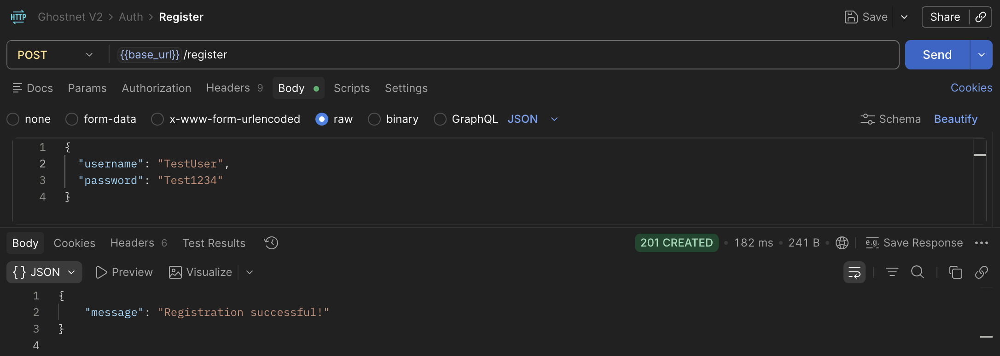 HTTP Ghostnet V2 > Auth > Register Save Share
POST {{base_url}}/register Send
Docs Params Authorization Headers 9 Body Scripts Settings Cookies
none form-data x-www-form-urlencoded raw binary GraphQL JSON Schema Beautify
1 {
2 "username": "TestUser",
3 "password": "Test1234"
4 }
Body Cookies Headers 6 Test Results 201 CREATED • 182 ms • 241 B • e.g. Save Response
{} JSON Preview Visualize
1 {
2 "message": "Registration successful!"
3 }
4